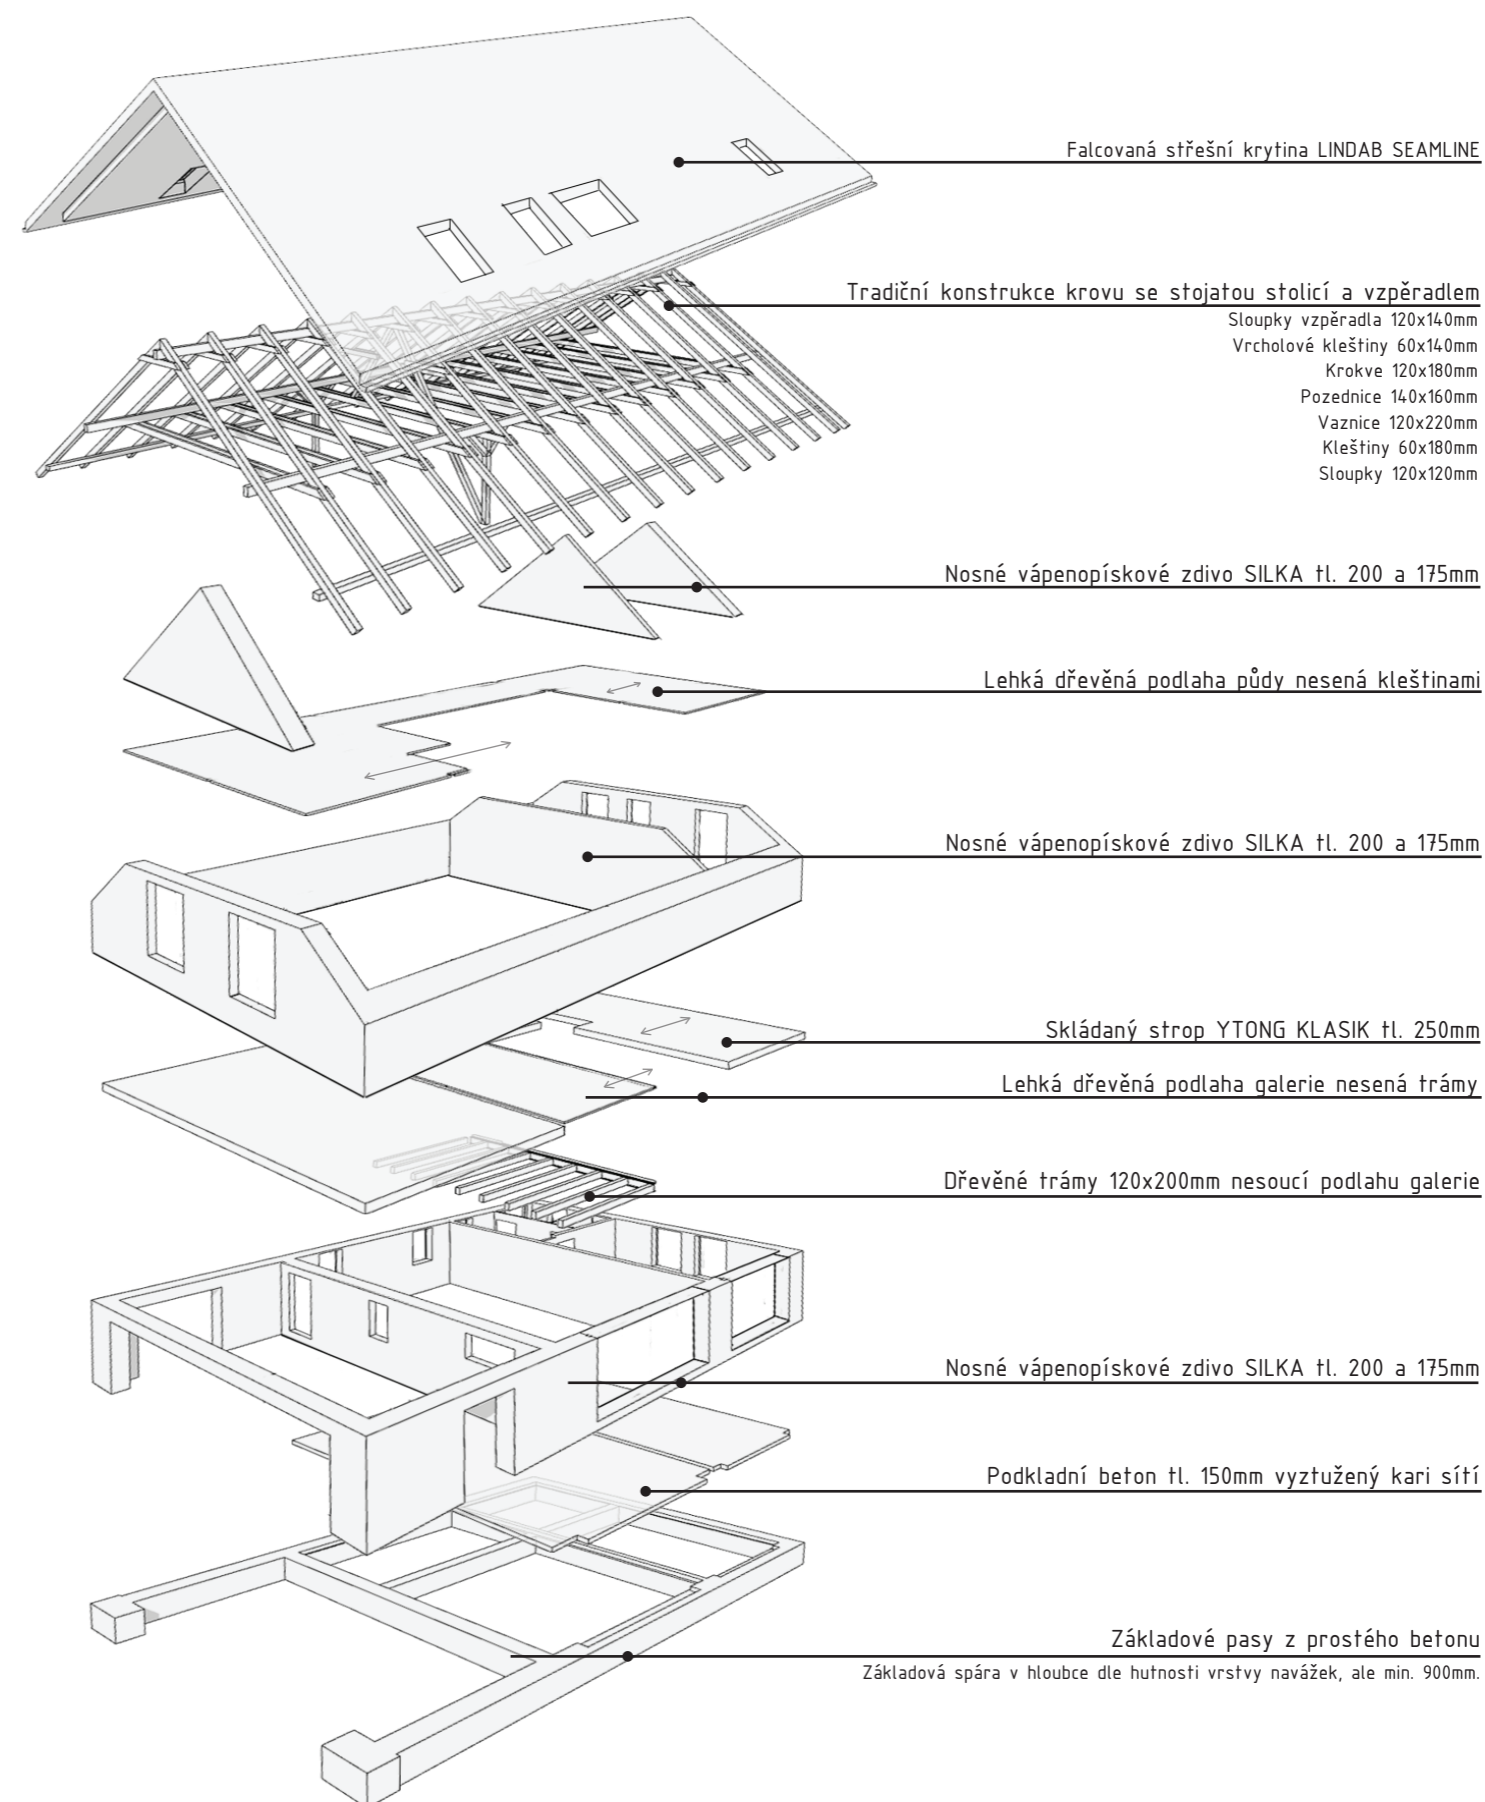 Falcovaná střešní krytina LINDAB SEAMLINE
Tradiční konstrukce krovu se stojatou stolicí a vzpěradlem
Sloupky vzpěradla 120x140mm
Vrcholové kleštiny 60x140mm
Krokve 120x180mm
Pozednice 140x160mm
Vaznice 120x220mm
Kleštiny 60x180mm
Sloupky 120x120mm
Nosné vápenopískové zdivo SILKA tl. 200 a 175mm
Lehká dřevěná podlaha půdy nesená kleštinami
Nosné vápenopískové zdivo SILKA tl. 200 a 175mm
Skládaný strop YTONG KLASIK tl. 250mm
Lehká dřevěná podlaha galerie nesená trámy
Dřevěné trámy 120x200mm nesoucí podlahu galerie
Nosné vápenopískové zdivo SILKA tl. 200 a 175mm
Podkladní beton tl. 150mm vyztužený kari sítí
Základové pasy z prostého betonu
Základová spára v hloubce dle hutnosti vrstvy navážek, ale min. 900mm.